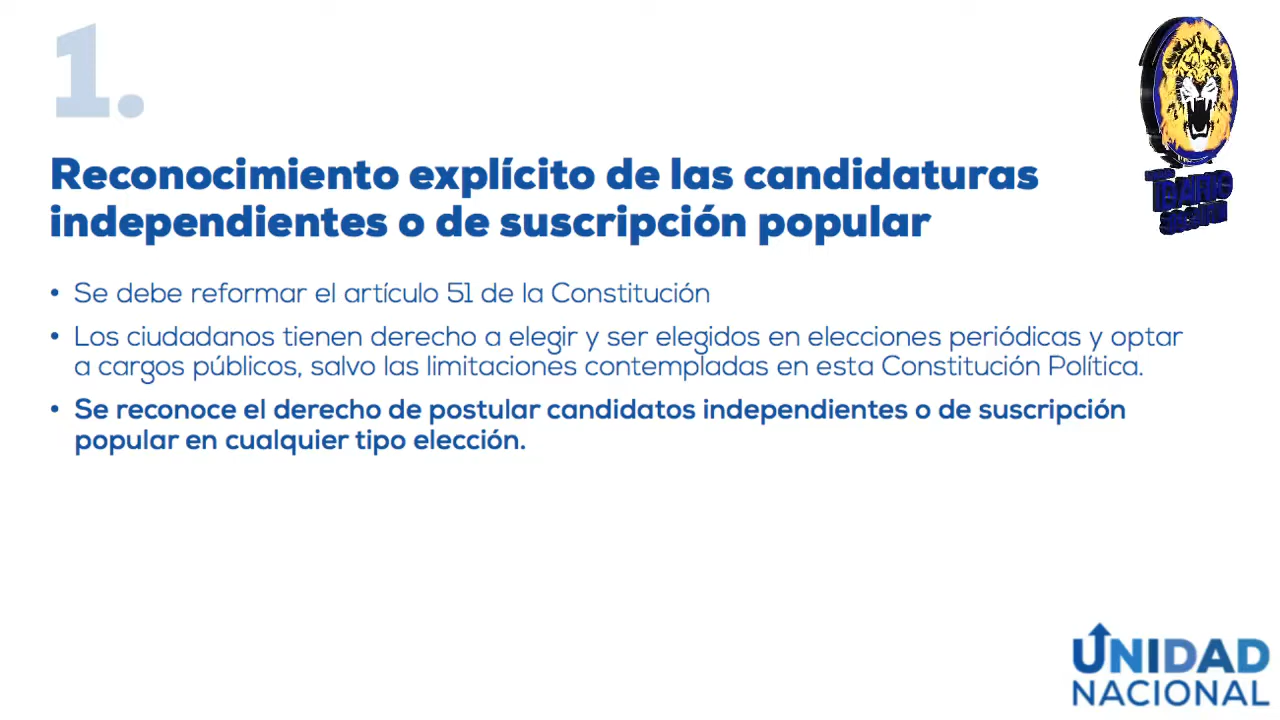 1.
Reconocimiento explícito de las candidaturas
independientes o de suscripción popular
• Se debe reformar el artículo 51 de la Constitución
• Los ciudadanos tienen derecho a elegir y ser elegidos en elecciones periódicas y optar
a cargos públicos, salvo las limitaciones contempladas en esta Constitución Política.
• Se reconoce el derecho de postular candidatos independientes o de suscripción
popular en cualquier tipo elección.
UNIDAD
NACIONAL